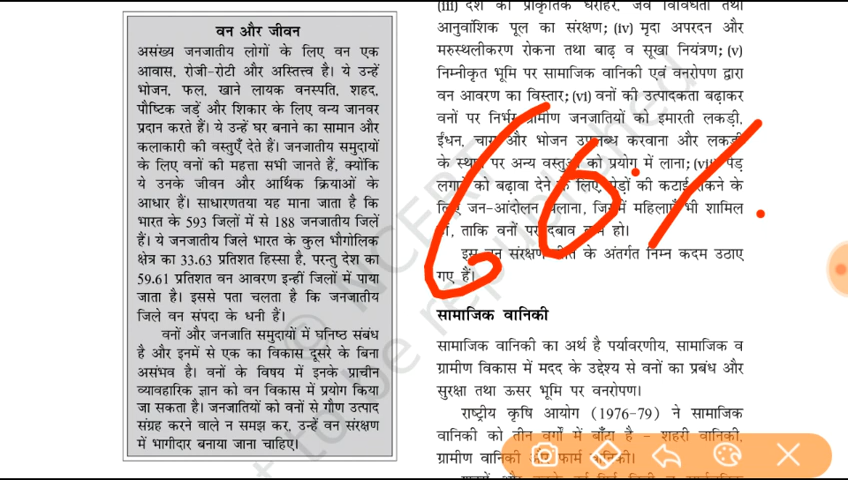 वन और जीवन
असंख्य जनजातीय लोगों के लिए वन एक
आवास, रोज़ी-रोटी और अस्तित्त्व है। ये उन्हें
भोजन, फल, खाने लायक वनस्पति, शहद,
पौष्टिक जड़ें और शिकार के लिए वन्य जानवर
प्रदान करते हैं। ये उन्हें घर बनाने का सामान और
कलाकारी की वस्तुएँ देते हैं। जनजातीय समुदायों
के लिए वनों की महत्ता सभी जानते हैं, क्योंकि
ये उनके जीवन और आर्थिक क्रियाओं के
आधार हैं। साधारणतया यह माना जाता है कि
भारत के 593 जिलों में से 188 जनजातीय जिलें
हैं। ये जनजातीय जिले भारत के कुल भौगोलिक
क्षेत्र का 33.63 प्रतिशत हिस्सा है, परन्तु देश का
59.61 प्रतिशत वन आवरण इन्हीं जिलों में पाया
जाता है। इससे पता चलता है कि जनजातीय
जिले वन संपदा के धनी हैं।
वनों और जनजाति समुदायों में घनिष्ठ संबंध
है और इनमें से एक का विकास दूसरे के बिना
असंभव है। वनों के विषय में इनके प्राचीन
व्यावहारिक ज्ञान को वन विकास में प्रयोग किया
जा सकता है। जनजातियों को वनों से गौण उत्पाद
संग्रह करने वाले न समझ कर, उन्हें वन संरक्षण
में भागीदार बनाया जाना चाहिए।
(iii) देश की प्राकृतिक धरोहर, जैव विविधता तथा
आनुवांशिक पूल का संरक्षण; (iv) मृदा अपरदन और
मरुस्थलीकरण रोकना तथा बाढ़ व सूखा नियंत्रण; (v)
निम्नीकृत भूमि पर सामाजिक वानिकी एवं वनरोपण द्वारा
वन आवरण का विस्तार; (vi) वनों की उत्पादकता बढ़ाकर
वनों पर निर्भर ग्रामीण जनजातियों को इमारती लकड़ी,
ईंधन, चारा और भोजन उपलब्ध करवाना और लकड़ी
के स्थान पर अन्य वस्तुओं को प्रयोग में लाना; (vii) पेड़
लगाने को बढ़ावा देने के लिए, पेड़ों की कटाई रोकने के
लिए जन-आंदोलन चलाना, जिसमें महिलाएँ भी शामिल
हों, ताकि वनों पर दबाव कम हो।
इस वन संरक्षण नीति के अंतर्गत निम्न कदम उठाए
गए हैं।
सामाजिक वानिकी
सामाजिक वानिकी का अर्थ है पर्यावरणीय, सामाजिक व
ग्रामीण विकास में मदद के उद्देश्य से वनों का प्रबंध और
सुरक्षा तथा ऊसर भूमि पर वनरोपण।
राष्ट्रीय कृषि आयोग (1976-79) ने सामाजिक
वानिकी को तीन वर्गों में बाँटा है – शहरी वानिकी,
ग्रामीण वानिकी और फार्म वानिकी।
© NCERT
not to be republished